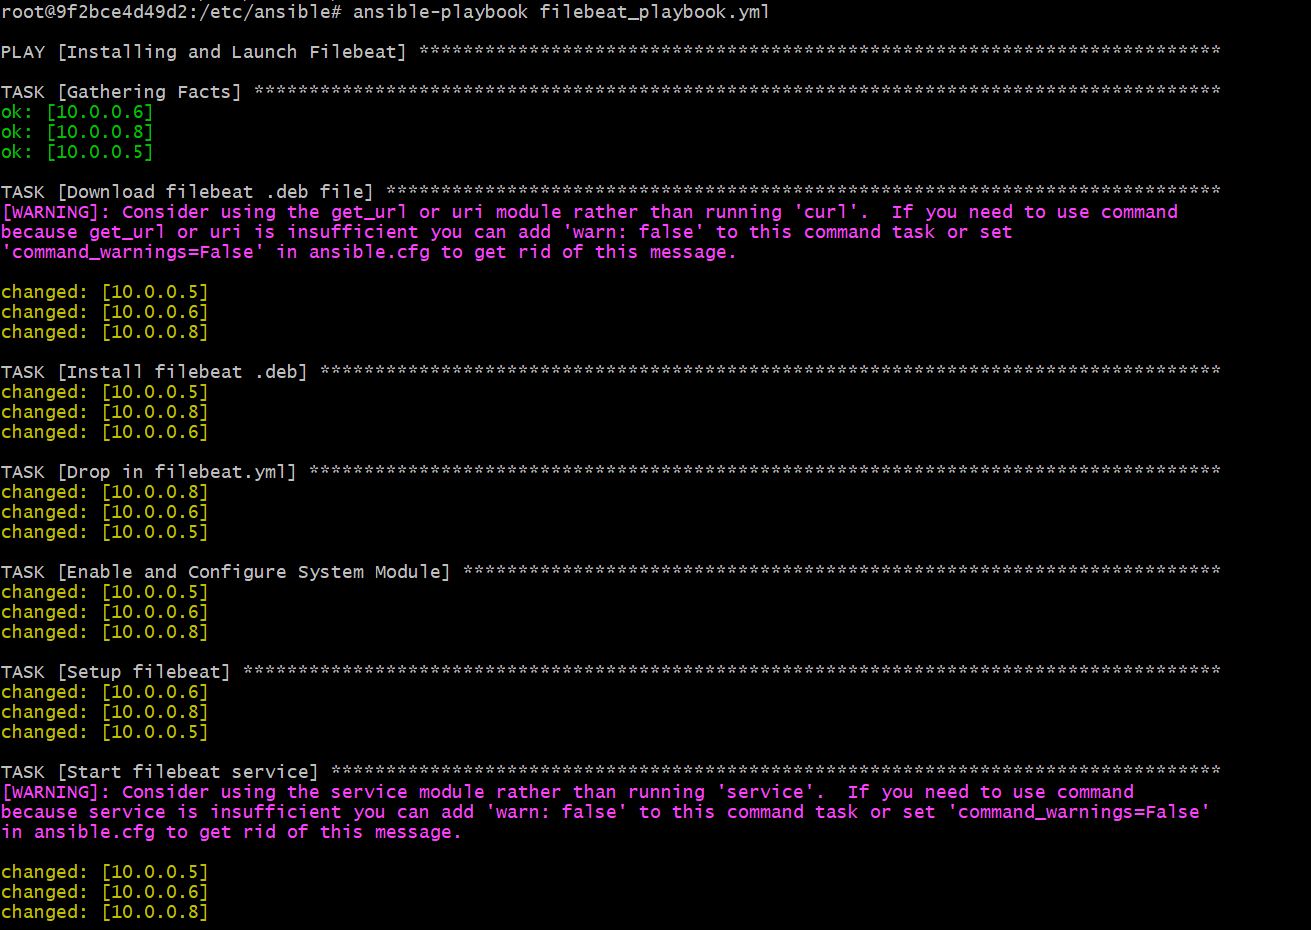 root@9f2bce4d49d2:/etc/ansible# ansible-playbook filebeat_playbook.yml
PLAY [Installing and Launch Filebeat] *************************************************************************
TASK [Gathering Facts] ****************************************************************************************
ok: [10.0.0.6]
ok: [10.0.0.8]
ok: [10.0.0.5]
TASK [Download filebeat .deb file] ****************************************************************************
[WARNING]: Consider using the get_url or uri module rather than running 'curl'.  If you need to use command
because get_url or uri is insufficient you can add 'warn: false' to this command task or set
'command_warnings=False' in ansible.cfg to get rid of this message.
changed: [10.0.0.5]
changed: [10.0.0.6]
changed: [10.0.0.8]
TASK [Install filebeat .deb] **********************************************************************************
changed: [10.0.0.5]
changed: [10.0.0.8]
changed: [10.0.0.6]
TASK [Drop in filebeat.yml] ***********************************************************************************
changed: [10.0.0.8]
changed: [10.0.0.6]
changed: [10.0.0.5]
TASK [Enable and Configure System Module] *********************************************************************
changed: [10.0.0.5]
changed: [10.0.0.6]
changed: [10.0.0.8]
TASK [Setup filebeat] *****************************************************************************************
changed: [10.0.0.6]
changed: [10.0.0.8]
changed: [10.0.0.5]
TASK [Start filebeat service] *********************************************************************************
[WARNING]: Consider using the service module rather than running 'service'.  If you need to use command
because service is insufficient you can add 'warn: false' to this command task or set 'command_warnings=False'
in ansible.cfg to get rid of this message.
changed: [10.0.0.5]
changed: [10.0.0.6]
changed: [10.0.0.8]